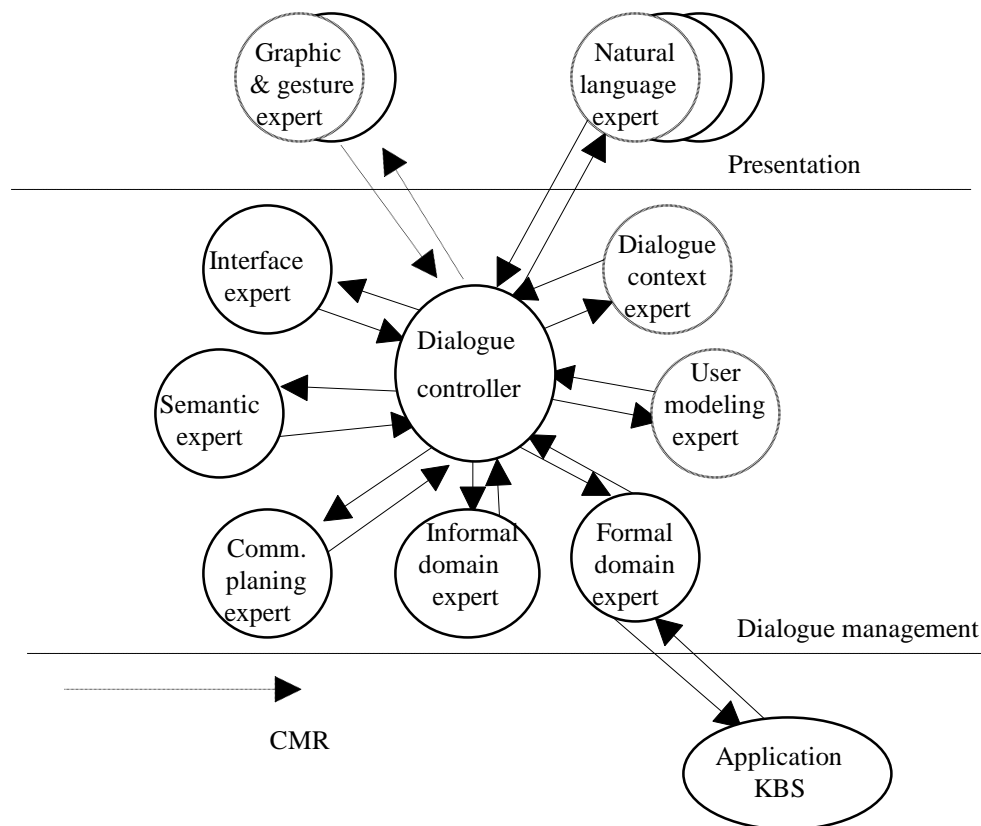 Graphic
& gesture
expert
Natural
language
expert
Presentation
Interface
expert
Dialogue
context
expert
Dialogue
controller
Semantic
expert
User
modeling
expert
Comm.
planing
expert
Informal
domain
expert
Formal
domain
expert
Dialogue management
CMR
Application
KBS